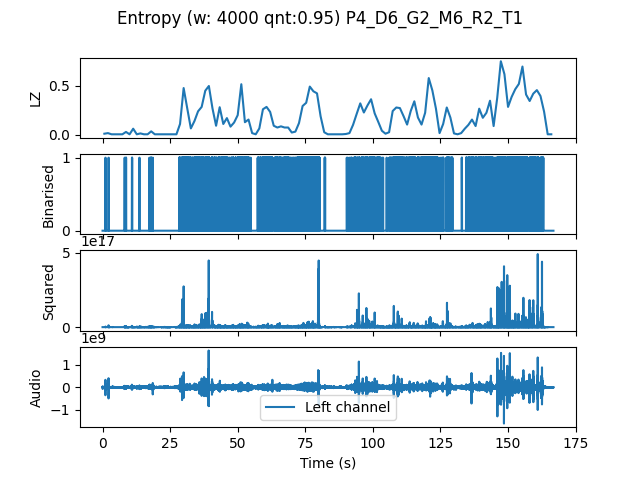 Entropy (w: 4000 qnt:0.95) P4_D6_G2_M6_R2_T1
0.5
0.0
LZ
1
0
Binarised
1e17
5
0
Squared
1e9
1
0
−1
Audio
Left channel
0 25 50 75 100 125 150 175
Time (s)